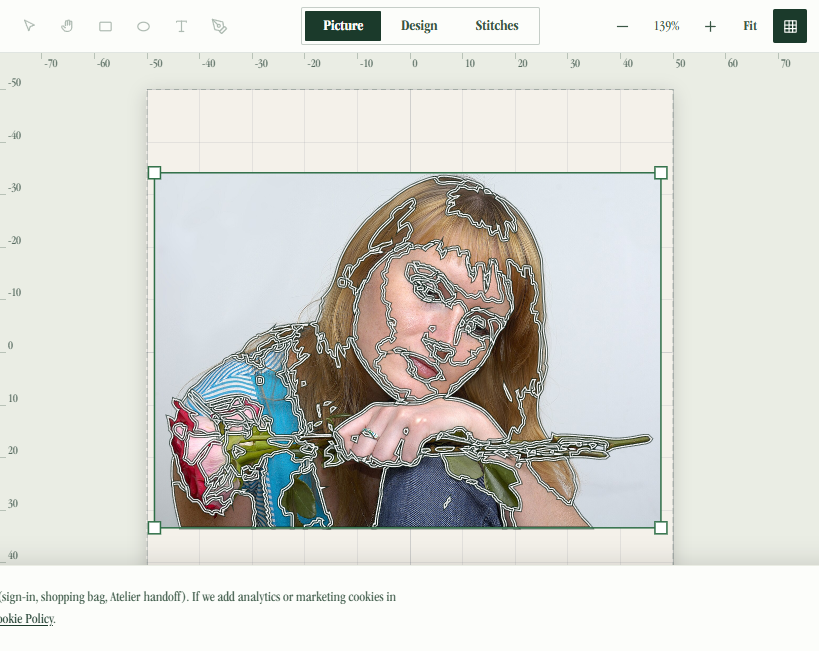 Picture Design Stitches 139% Fit
-70 -60 -50 -40 -30 -20 -10 0 10 20 30 40 50 60 70
-50
-40
-30
-20
-10
0
10
20
30
40
(sign-in, shopping bag, Atelier handoff). If we add analytics or marketing cookies in
ookie Policy.